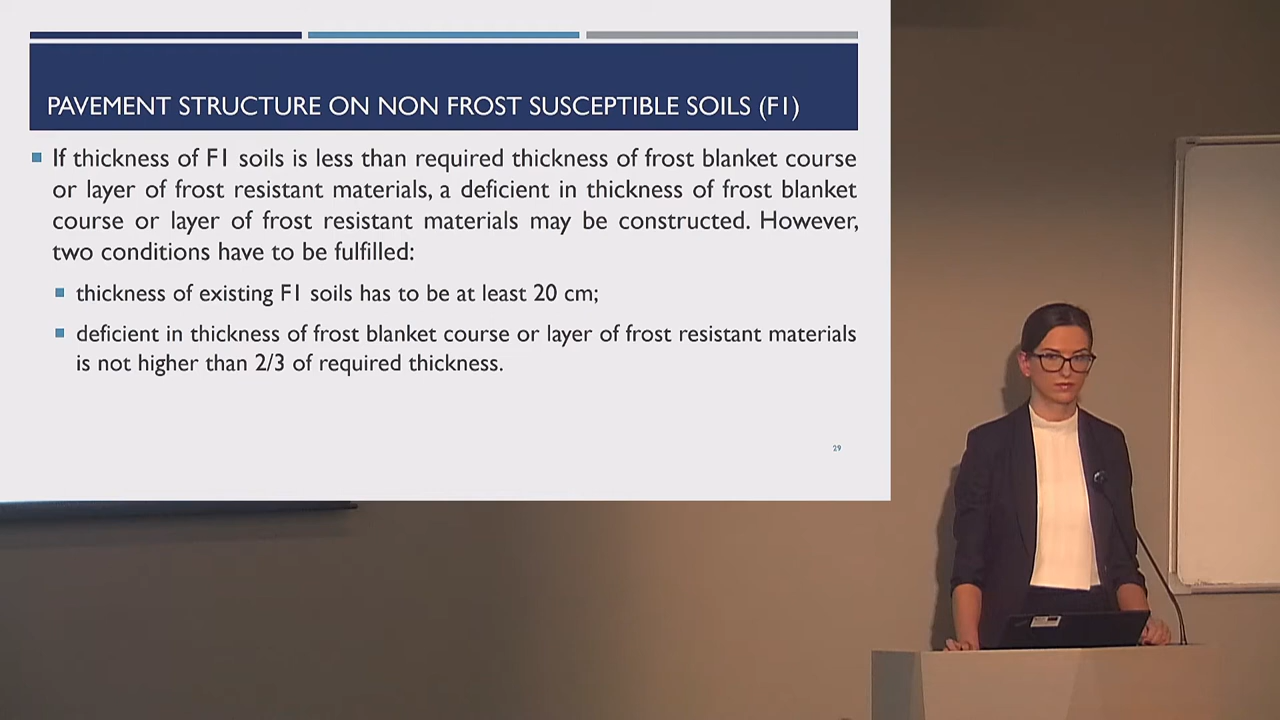 PAVEMENT STRUCTURE ON NON FROST SUSCEPTIBLE SOILS (F1)
If thickness of F1 soils is less than required thickness of frost blanket course
or layer of frost resistant materials, a deficient in thickness of frost blanket
course or layer of frost resistant materials may be constructed. However,
two conditions have to be fulfilled:
thickness of existing F1 soils has to be at least 20 cm;
deficient in thickness of frost blanket course or layer of frost resistant materials
is not higher than 2/3 of required thickness.
29